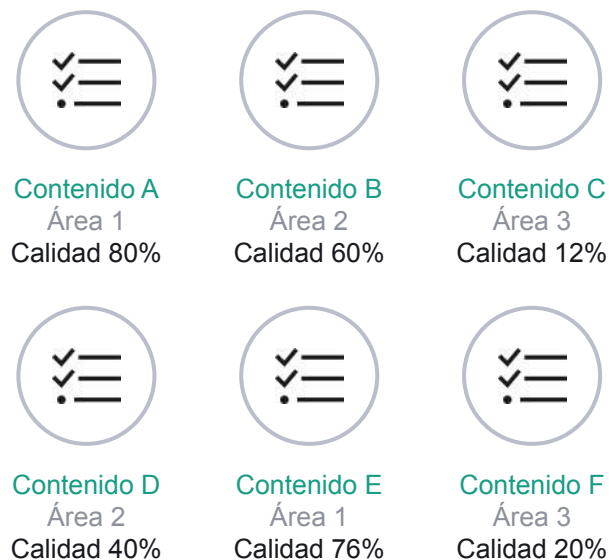 Contenido A
Área 1
Calidad 80%
Contenido B
Área 2
Calidad 60%
Contenido C
Área 3
Calidad 12%
Contenido D
Área 2
Calidad 40%
Contenido E
Área 1
Calidad 76%
Contenido F
Área 3
Calidad 20%